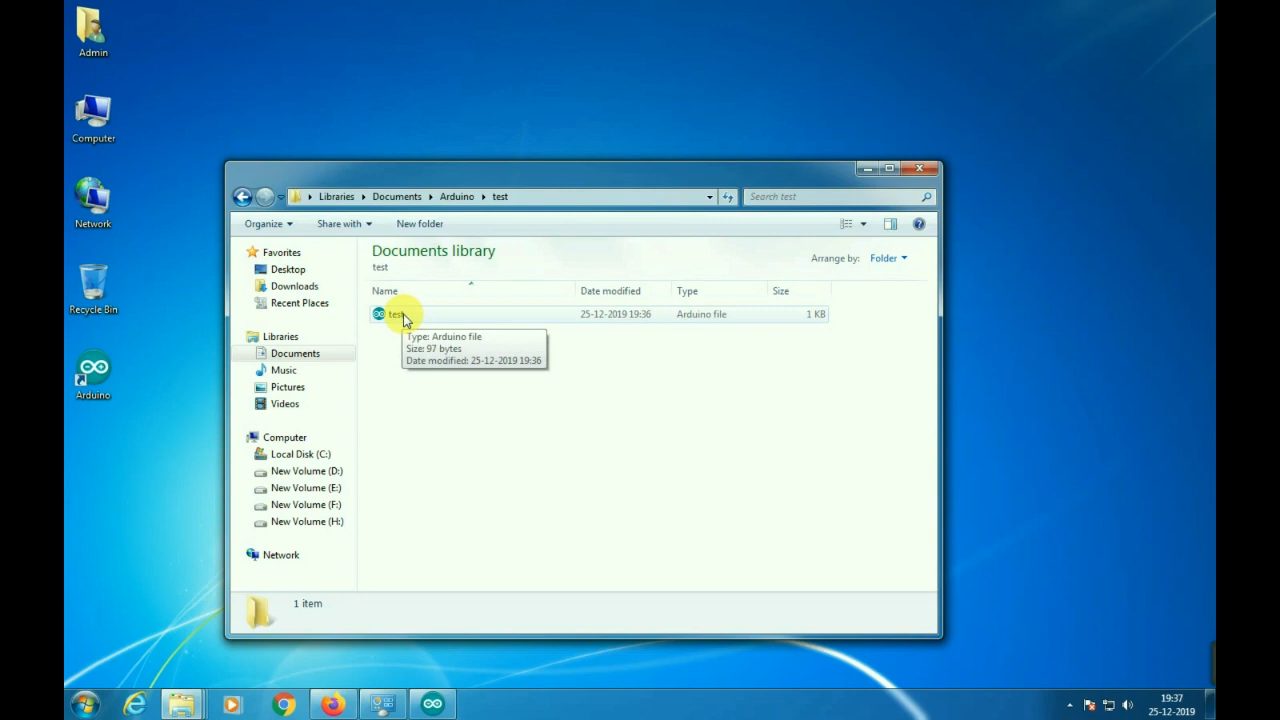 Admin
Computer
Network
Recycle Bin
Arduino
Libraries Documents Arduino test
Search test
Organize Share with New folder
Favorites
Desktop
Downloads
Recent Places
Libraries
Documents
Music
Pictures
Videos
Computer
Local Disk (C:)
New Volume (D:)
New Volume (E:)
New Volume (F:)
New Volume (H:)
Network
Documents library
test
Arrange by: Folder
Name Date modified Type Size
test 25-12-2019 19:36 Arduino file 1 KB
Type: Arduino file
Size: 97 bytes
Date modified: 25-12-2019 19:36
1 item
19:37
25-12-2019